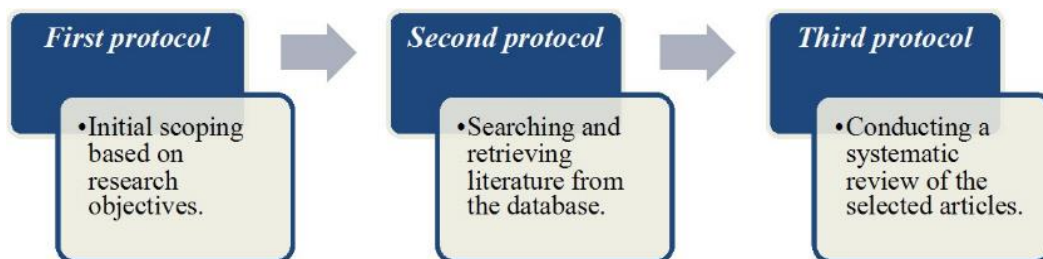 First protocol
•Initial scoping
based on
research
objectives.
Second protocol
•Searching and
retrieving
literature from
the database.
Third protocol
•Conducting a
systematic
review of the
selected articles.